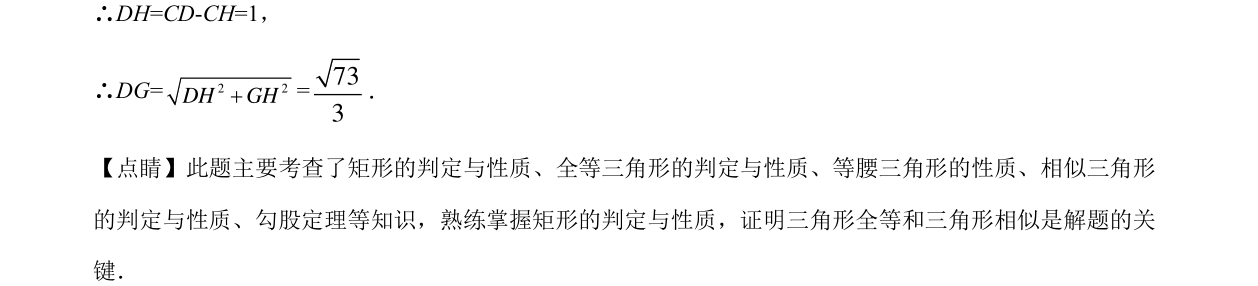 ∴DH=CD-CH=1，
∴DG=√(DH²+GH²)=√73/3．
【点睛】此题主要考查了矩形的判定与性质、全等三角形的判定与性质、等腰三角形的性质、相似三角形
的判定与性质、勾股定理等知识，熟练掌握矩形的判定与性质，证明三角形全等和三角形相似是解题的关
键．